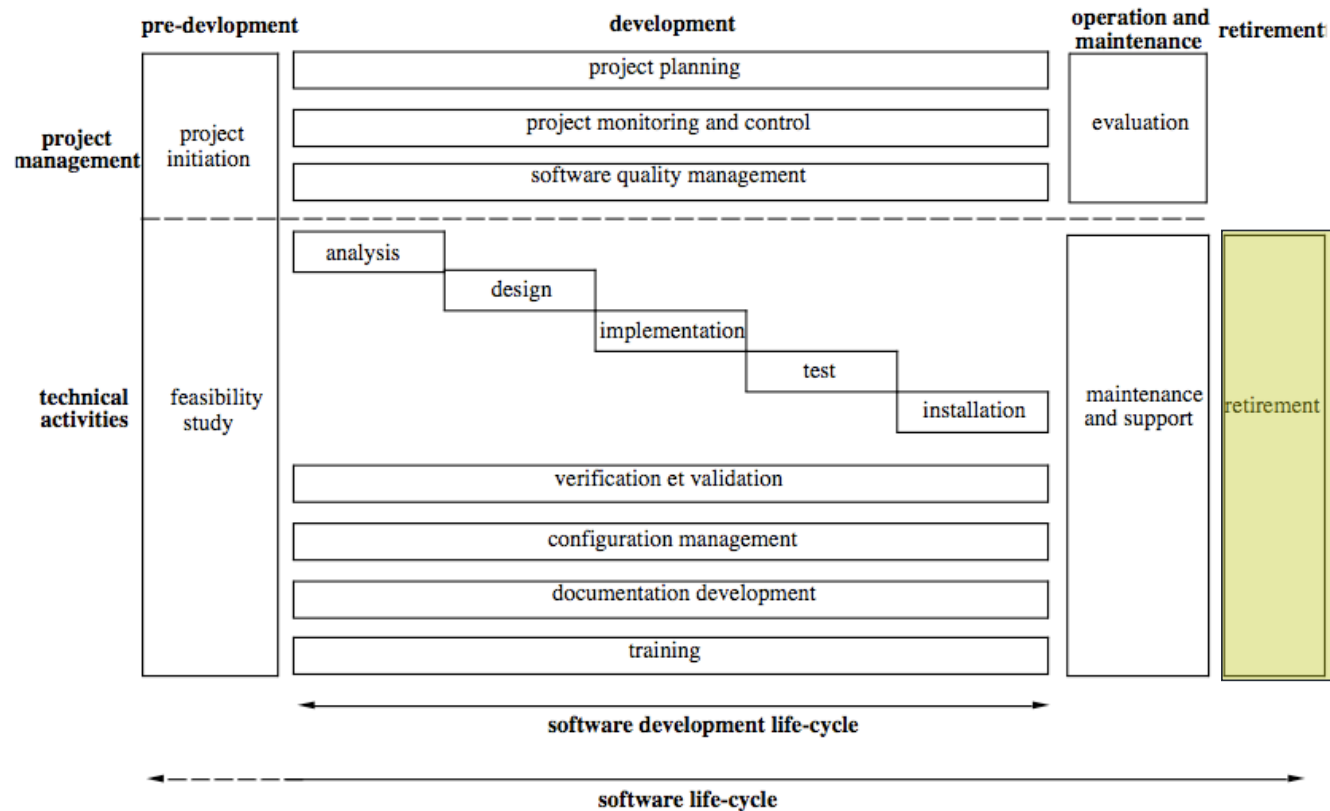 pre-devlopment
development
operation and
maintenance
retirement
project planning
project monitoring and control
software quality management
project
management
project
initiation
evaluation
analysis
design
implementation
test
installation
technical
activities
feasibility
study
maintenance
and support
retirement
verification et validation
configuration management
documentation development
training
software development life-cycle
software life-cycle